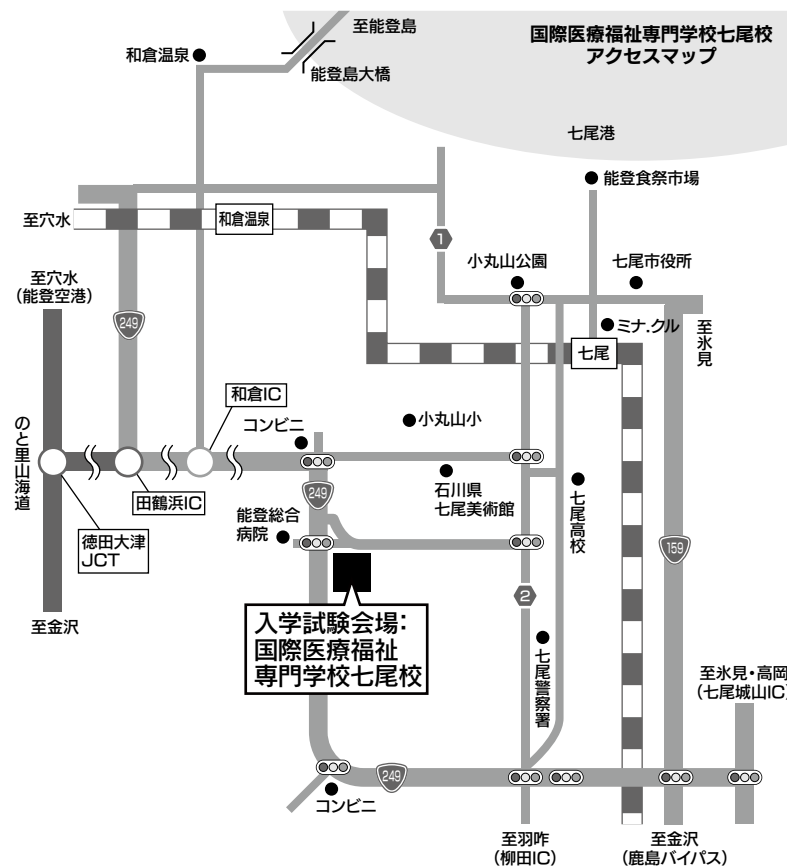 国際医療福祉専門学校七尾校
アクセスマップ
至能登島
和倉温泉
能登島大橋
七尾港
能登食祭市場
至穴水
和倉温泉
1
小丸山公園
七尾市役所
至穴水
(能登空港)
249
ミナ.クル
至氷見
七尾
和倉IC
コンビニ
小丸山小
のと里山海道
田鶴浜IC
249
石川県
七尾美術館
七尾高校
能登総合
病院
徳田大津
JCT
159
2
入学試験会場:
国際医療福祉
専門学校七尾校
至金沢
七尾警察署
至氷見・高岡
(七尾城山IC)
249
コンビニ
至羽咋
(柳田IC)
至金沢
(鹿島バイパス)